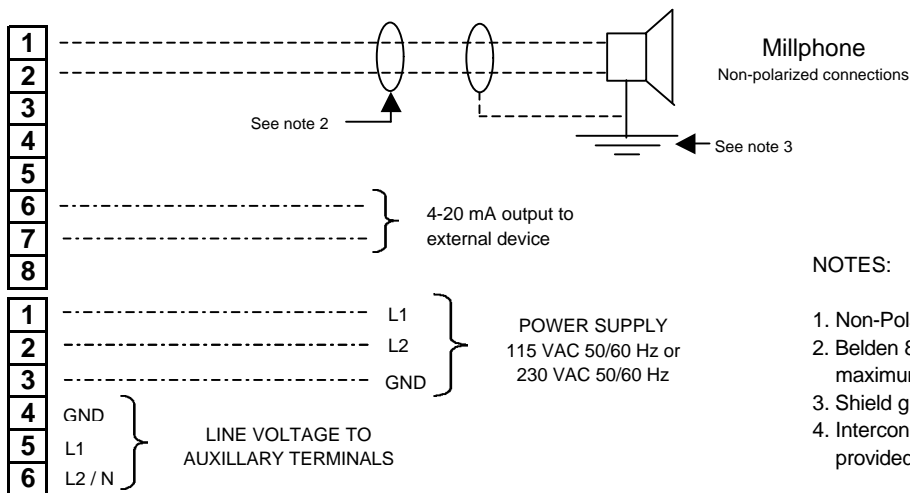 1
2
3
4
5
6
7
8
Millphone
Non-polarized connections
See note 2
See note 3
4-20 mA output to
external device
1
2
3
4
5
6
L1
L2
GND
POWER SUPPLY
115 VAC 50/60 Hz or
230 VAC 50/60 Hz
GND
L1
L2 / N
LINE VOLTAGE TO
AUXILLARY TERMINALS
NOTES:
1. Non-Pol
2. Belden 8
maximum
3. Shield g
4. Intercon
provided